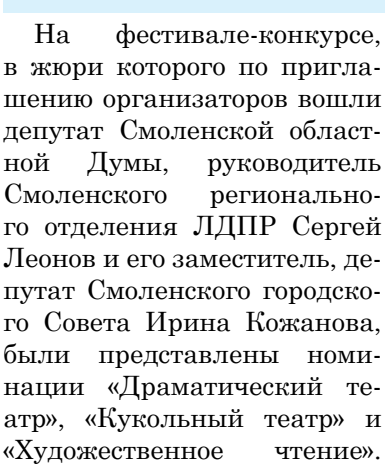 На фестивале-конкурсе,
в жюри которого по пригла-
шению организаторов вошли
депутат Смоленской област-
ной Думы, руководитель
Смоленского регионально-
го отделения ЛДПР Сергей
Леонов и его заместитель, де-
путат Смоленского городско-
го Совета Ирина Кожанова,
были представлены номи-
нации «Драматический те-
атр», «Кукольный театр» и
«Художественное чтение».